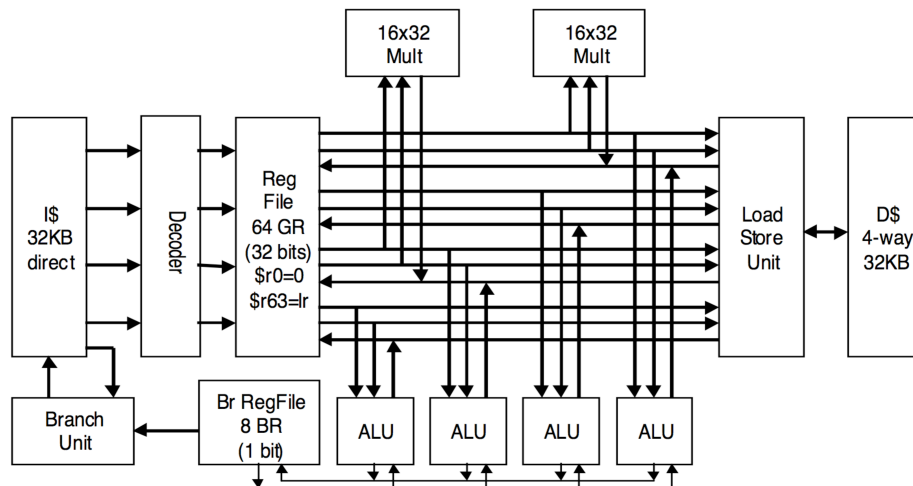 16x32
Mult
16x32
Mult
I$
32KB
direct
Decoder
Reg
File
64 GR
(32 bits)
$r0=0
$r63=lr
Load
Store
Unit
D$
4-way
32KB
Branch
Unit
Br RegFile
8 BR
(1 bit)
ALU
ALU
ALU
ALU